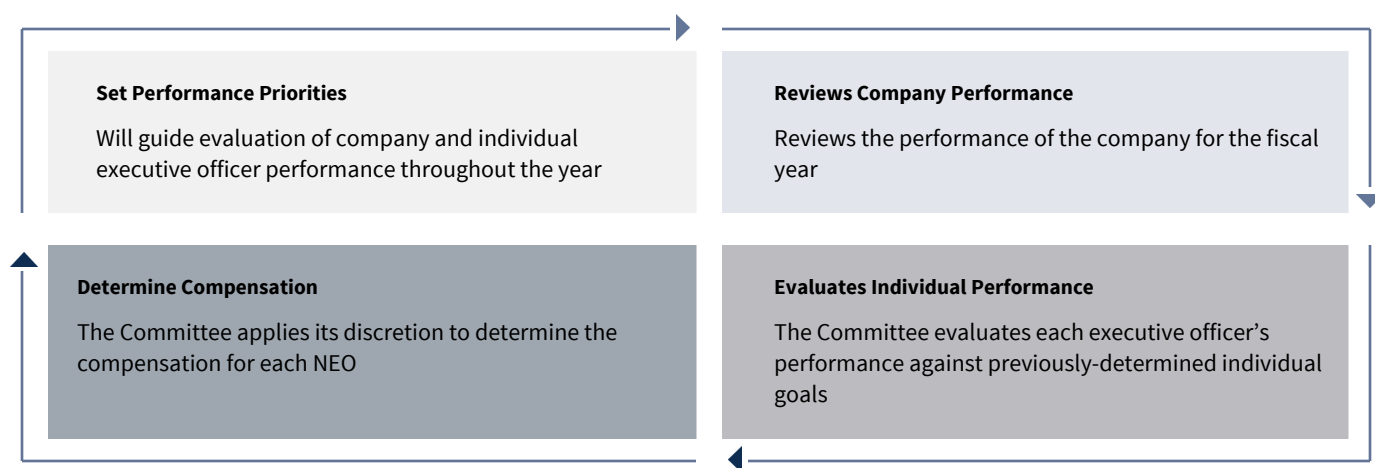 Set Performance Priorities
Will guide evaluation of company and individual
executive officer performance throughout the year
Reviews Company Performance
Reviews the performance of the company for the fiscal
year
Determine Compensation
The Committee applies its discretion to determine the
compensation for each NEO
Evaluates Individual Performance
The Committee evaluates each executive officer’s
performance against previously-determined individual
goals